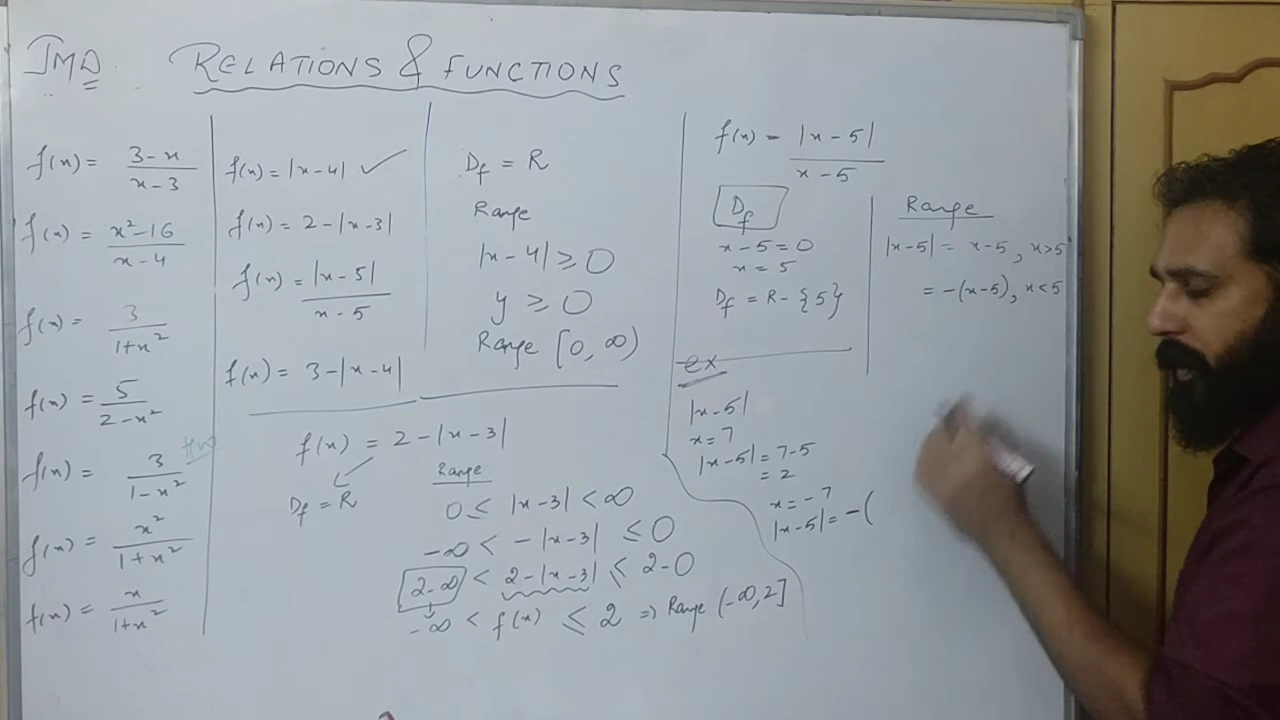 JMD RELATIONS & FUNCTIONS
f(x) = 3-x / x-3
f(x) = x²-16 / x-4
f(x) = 3 / 1+x²
f(x) = 5 / 2-x²
HW
f(x) = 3 / 1-x²
f(x) = x² / 1+x²
f(x) = x / 1+x²
f(x) = |x-4| ✓
f(x) = 2-|x-3|
f(x) = |x-5| / x-5
f(x) = 3-|x-4|
Df = R
Range
|x-4| ≥ 0
y ≥ 0
Range [0, ∞)
f(x) = 2-|x-3|
Df = R
Range
0 ≤ |x-3| < ∞
-∞ < -|x-3| ≤ 0
2-∞ < 2-|x-3| ≤ 2-0
-∞ < f(x) ≤ 2 ⇒ Range (-∞, 2]
f(x) = |x-5| / x-5
Df
x-5=0
x=5
Df = R-{5}
Range
|x-5| = x-5, x>5
= -(x-5), x<5
ex
|x-5|
x=7
|x-5| = 7-5
= 2
x = -7
|x-5| = -(